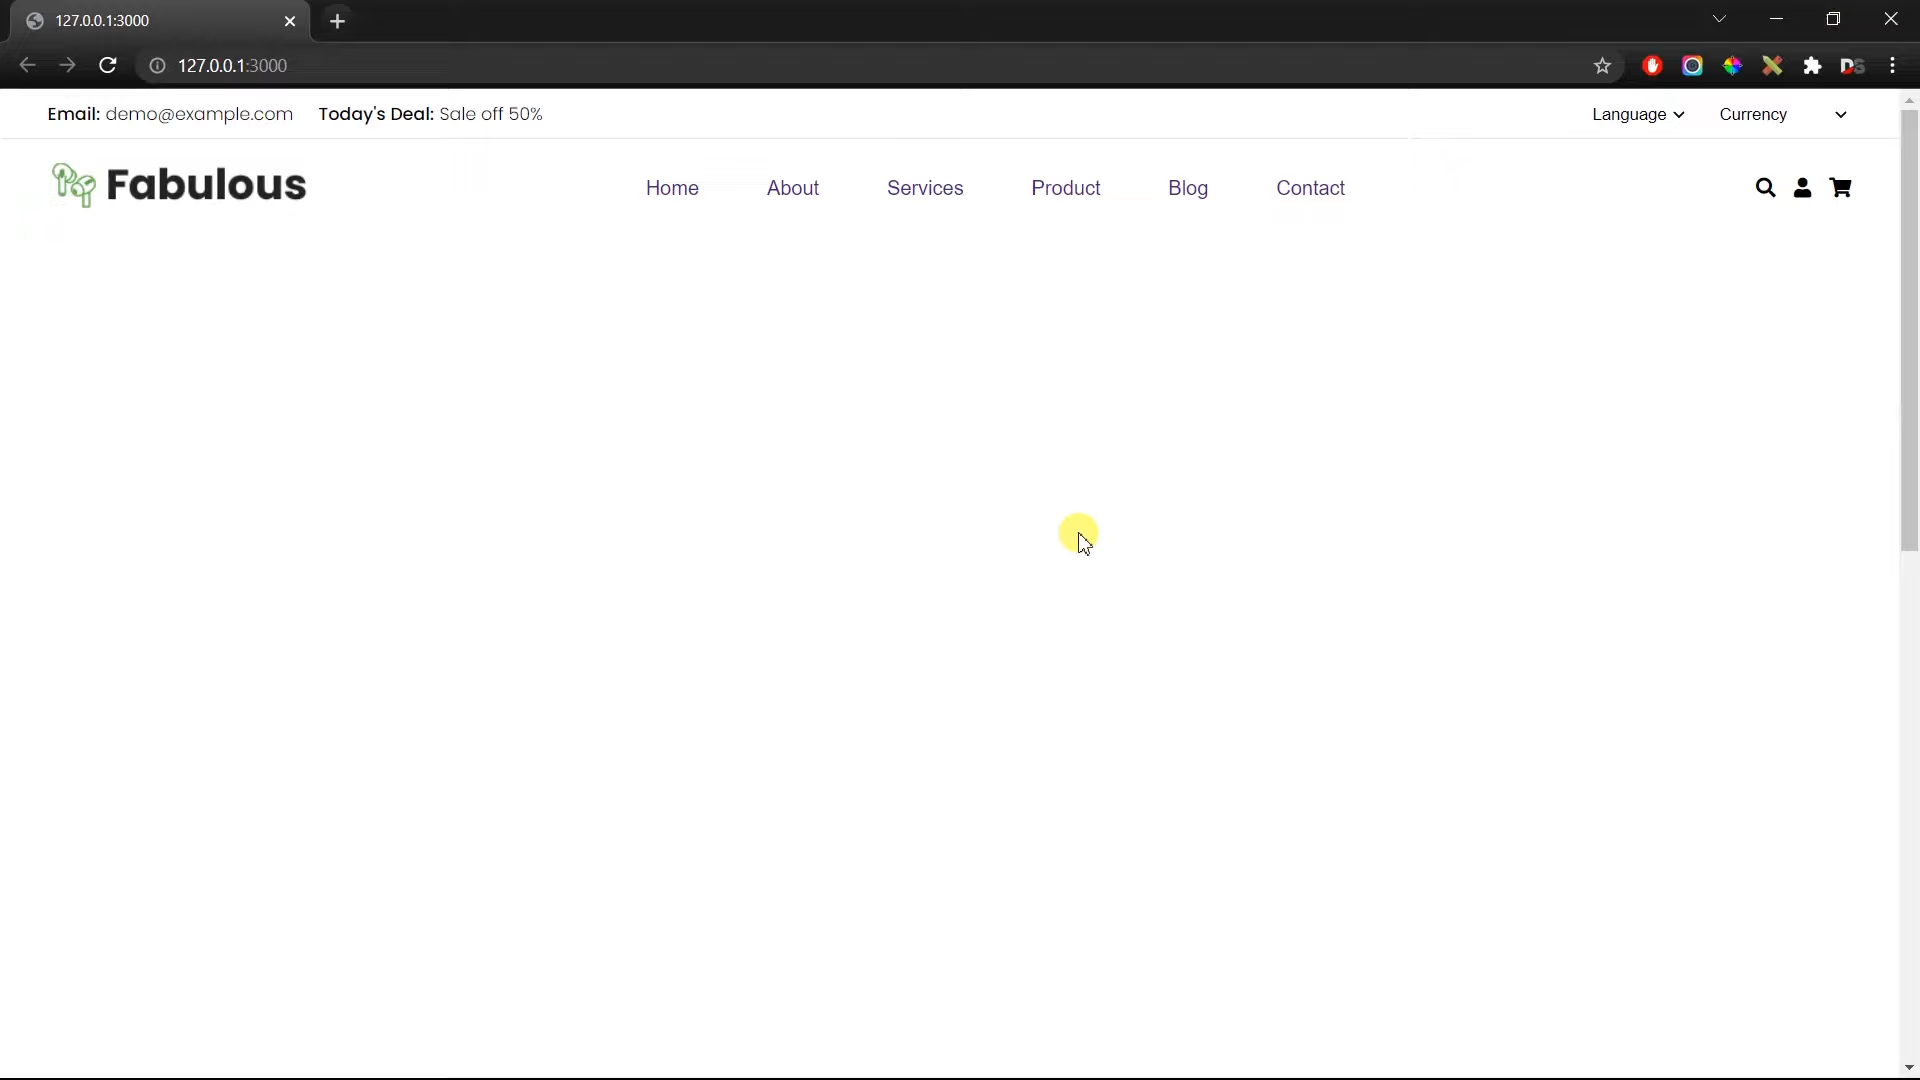 127.0.0.1:3000
127.0.0.1:3000
Email: demo@example.com Today's Deal: Sale off 50% Language Currency
Fabulous Home About Services Product Blog Contact